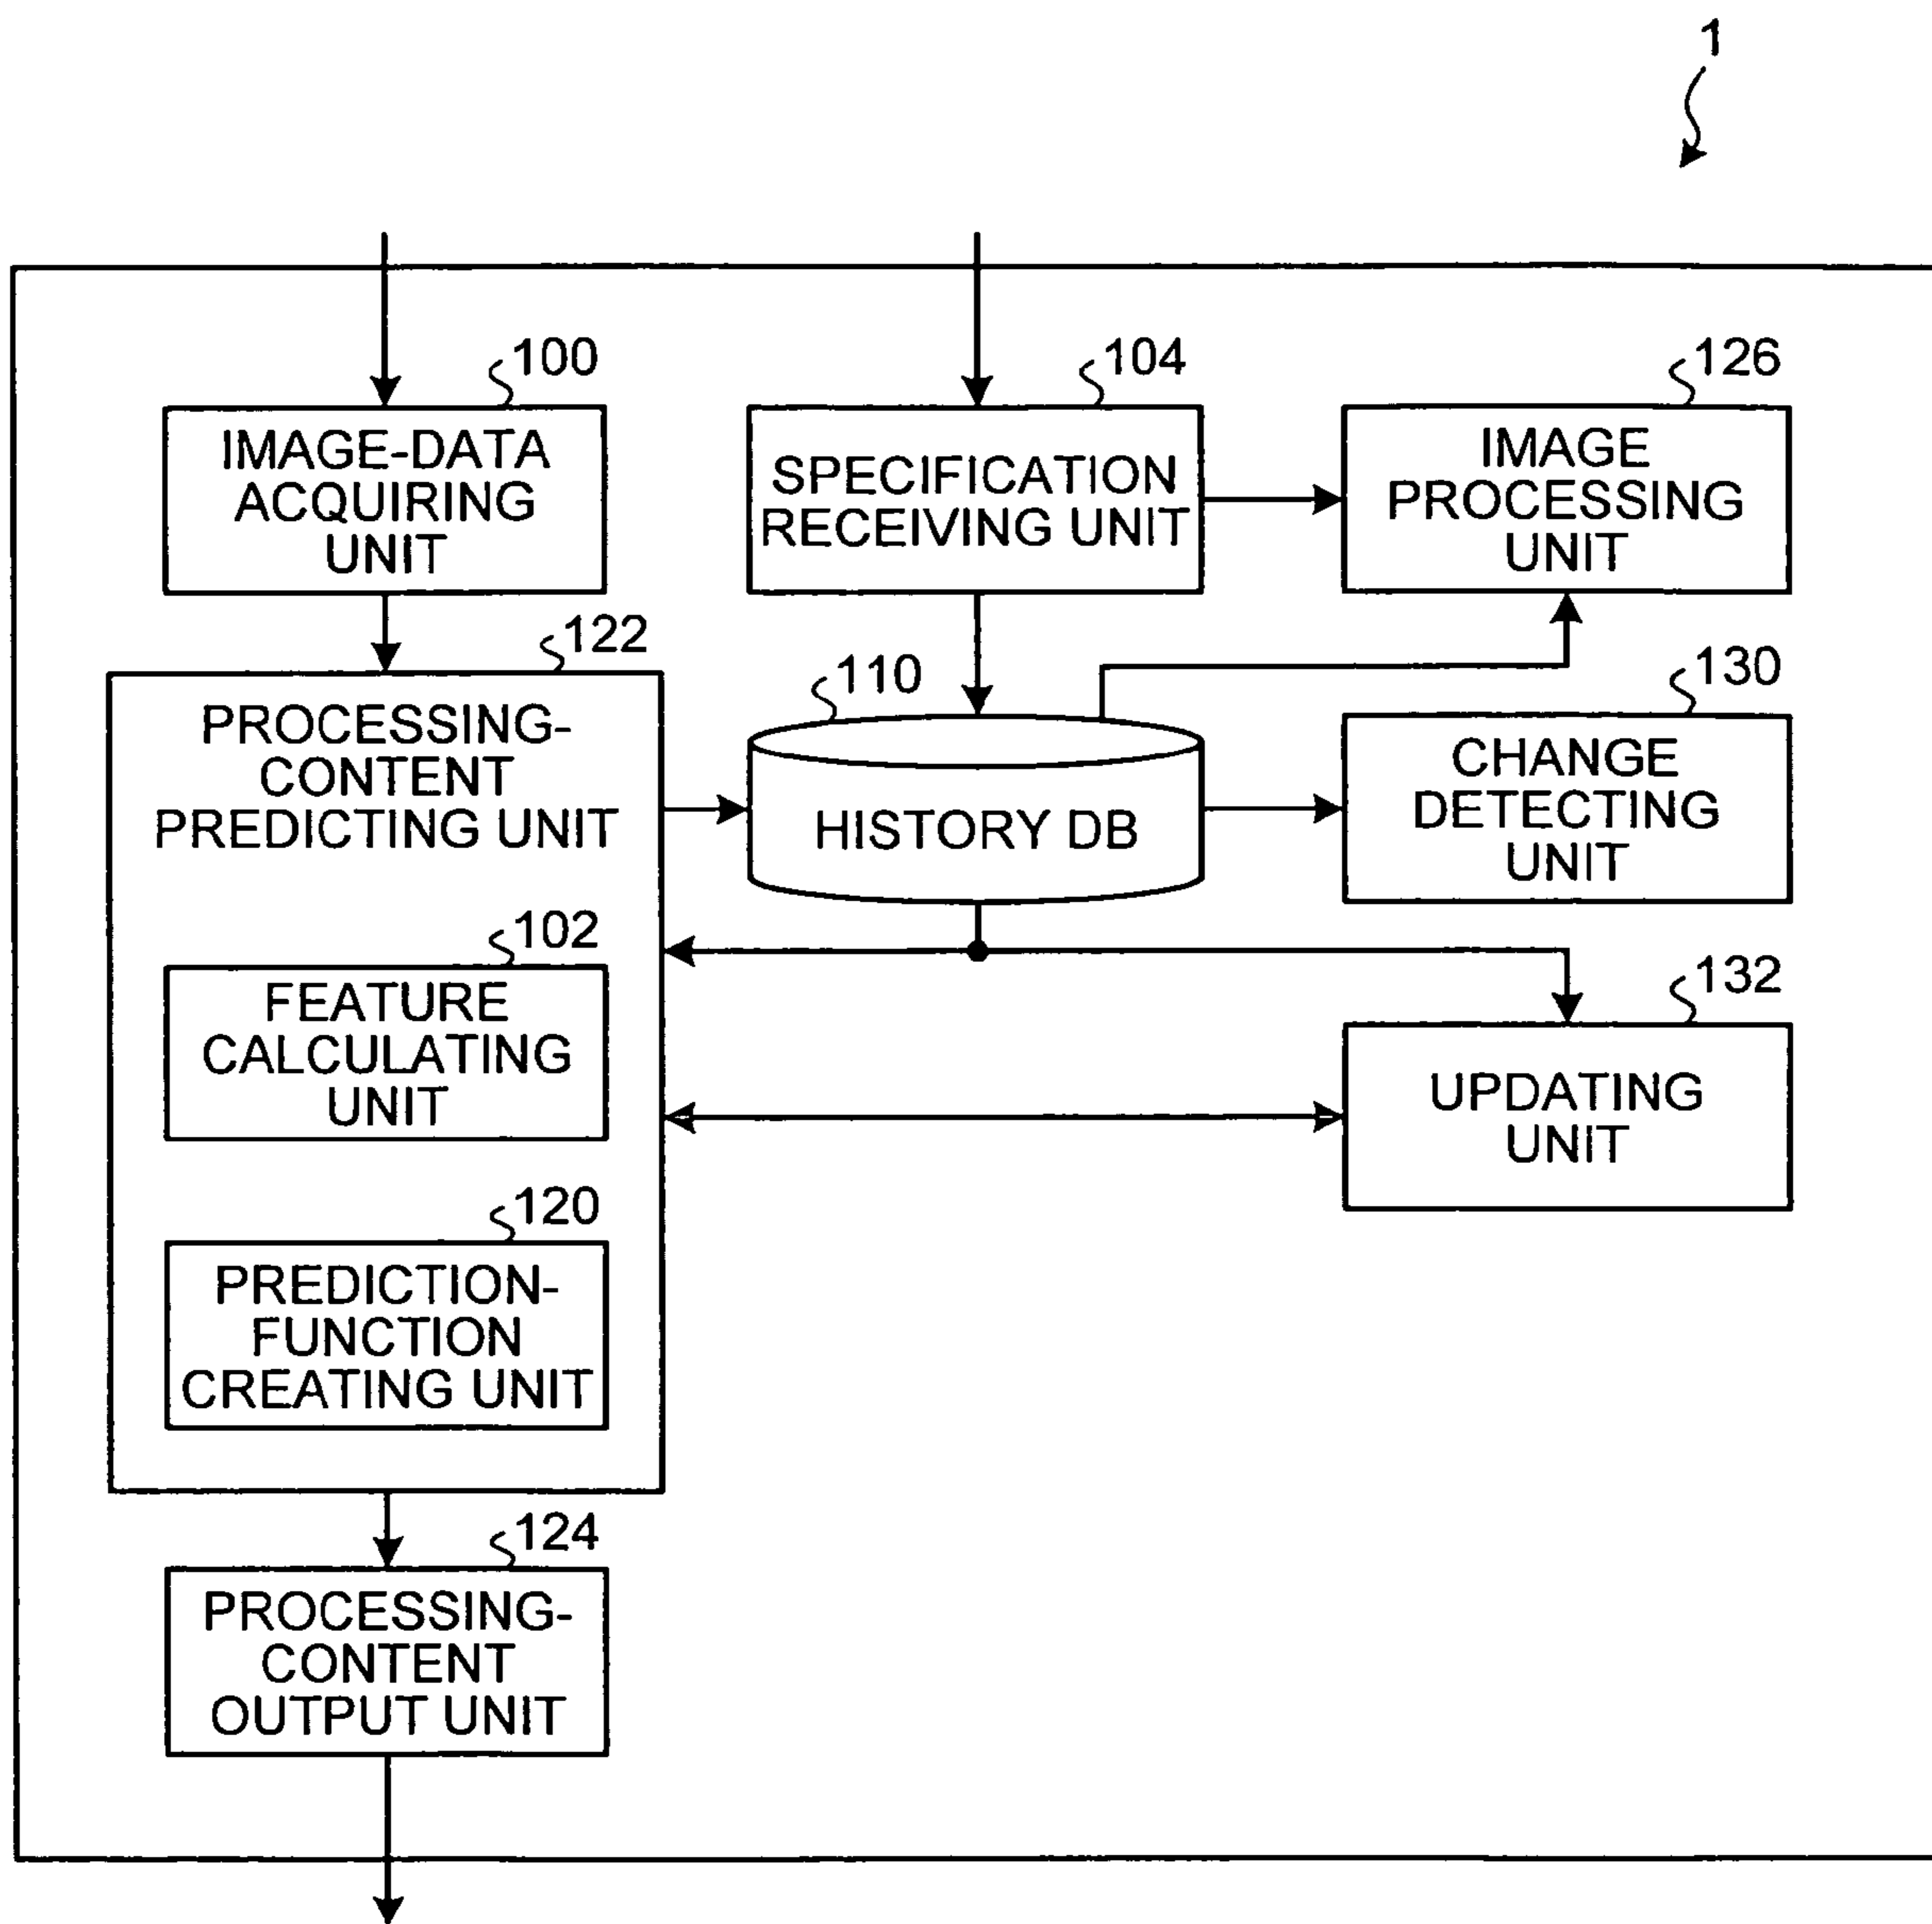 1
100
IMAGE-DATA
ACQUIRING
UNIT
104
SPECIFICATION
RECEIVING UNIT
126
IMAGE
PROCESSING
UNIT
122
PROCESSING-
CONTENT
PREDICTING UNIT
110
HISTORY DB
130
CHANGE
DETECTING
UNIT
102
FEATURE
CALCULATING
UNIT
132
UPDATING
UNIT
120
PREDICTION-
FUNCTION
CREATING UNIT
124
PROCESSING-
CONTENT
OUTPUT UNIT